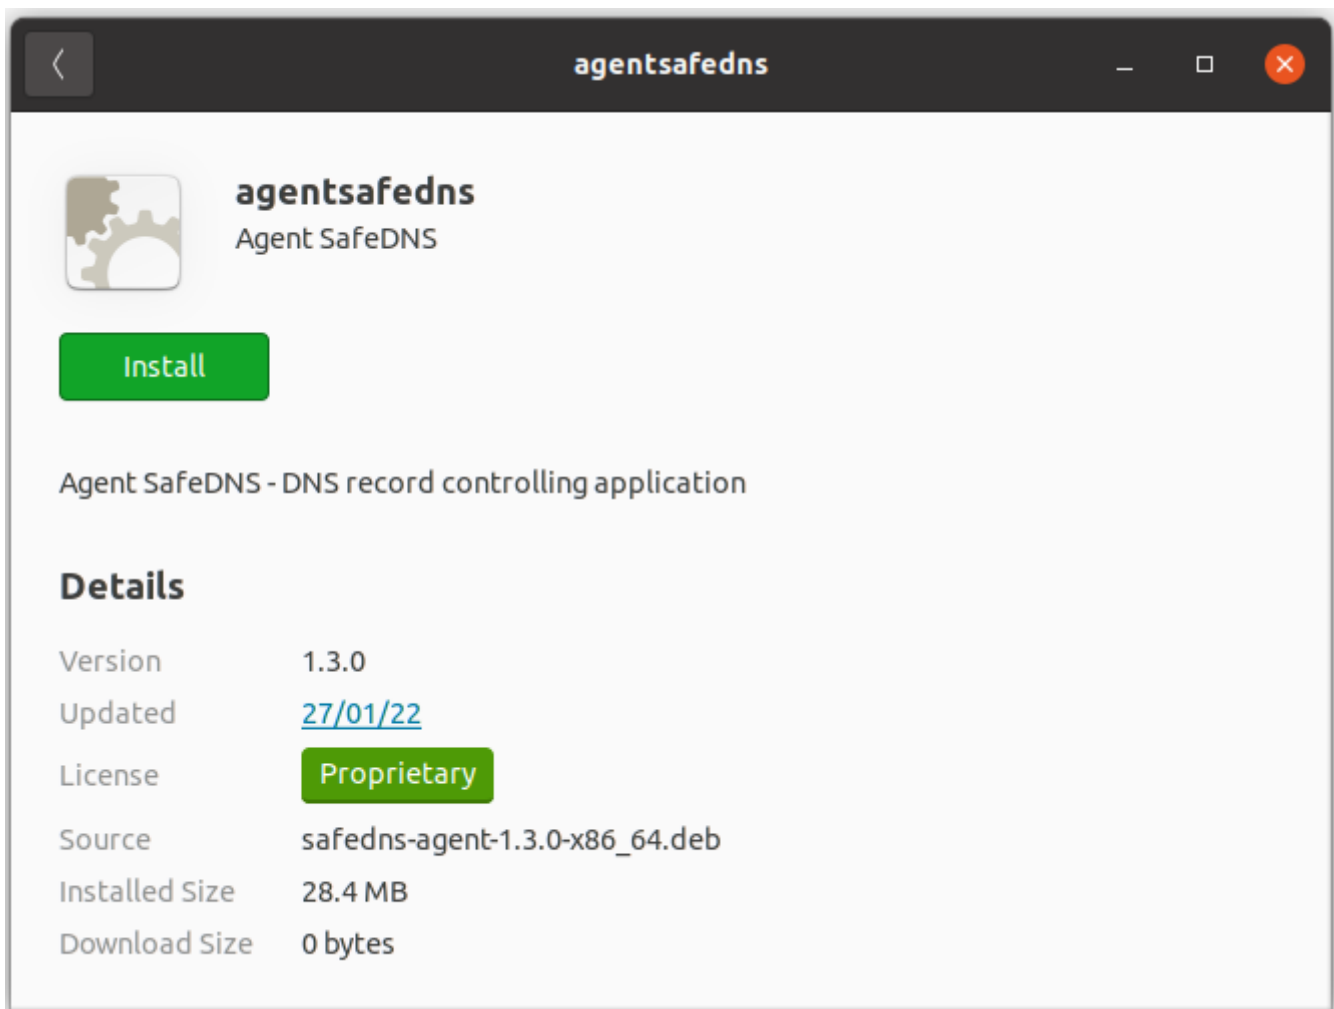 agentsafedns
agentsafedns
Agent SafeDNS
Install
Agent SafeDNS - DNS record controlling application
Details
Version 1.3.0
Updated 27/01/22
License Proprietary
Source safedns-agent-1.3.0-x86_64.deb
Installed Size 28.4 MB
Download Size 0 bytes